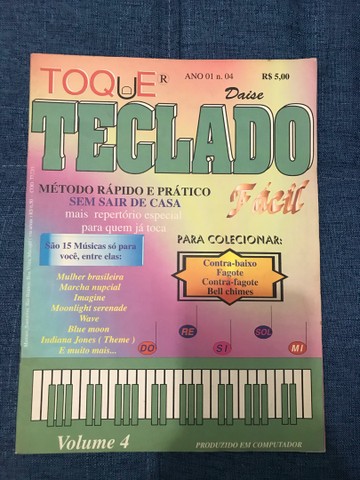 TOQUE ®
ANO 01 n. 04
R$ 5,00
Daise
TECLADO
Fácil
MÉTODO RÁPIDO E PRÁTICO
SEM SAIR DE CASA
mais repertório especial
para quem já toca
São 15 Músicas só para
você, entre elas:
Mulher brasileira
Marcha nupcial
Imagine
Moonlight serenade
Wave
Blue moon
Indiana Jones ( Theme )
E muito mais...
PARA COLECIONAR:
Contra-baixo
Fagote
Contra-fagote
Bell chimes
DO
RE
SI
SOL
MI
Volume 4
PRODUZIDO EM COMPUTADOR